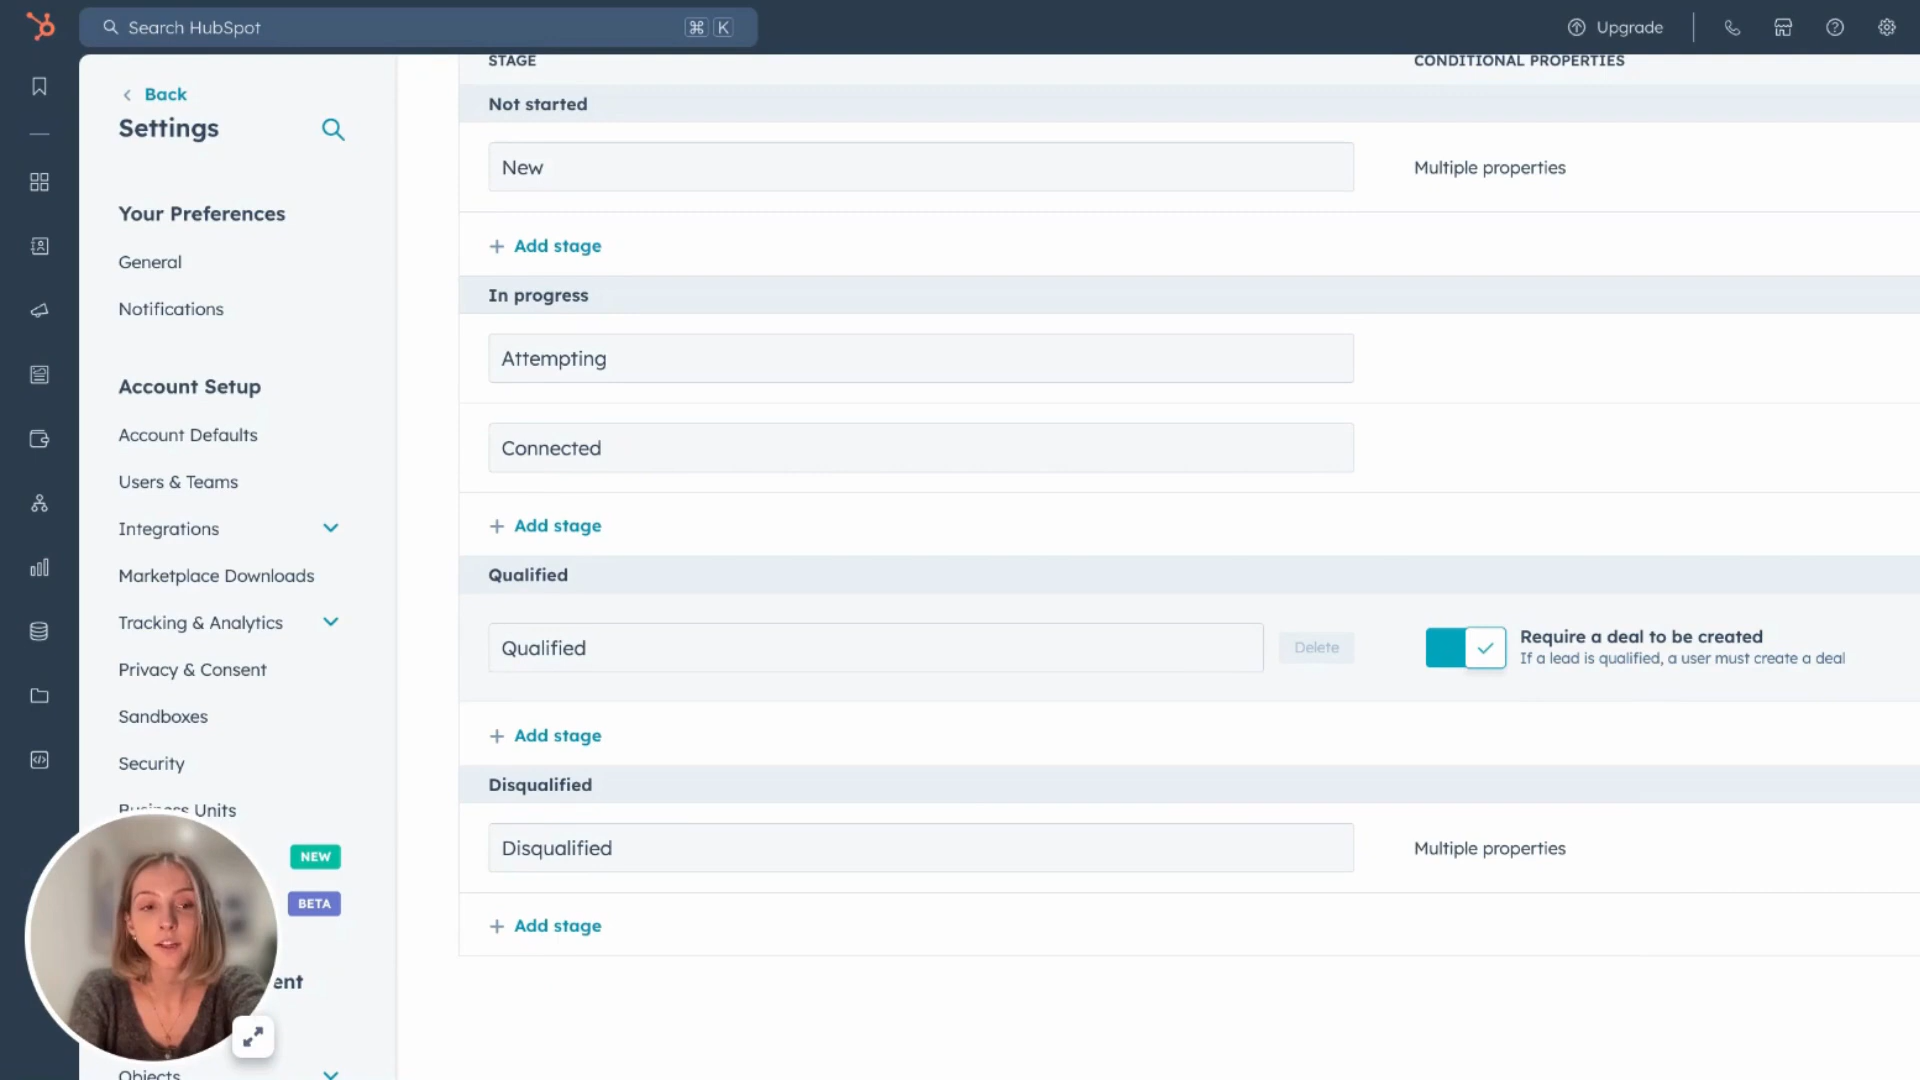 Search HubSpot
⌘ K
Upgrade
Back
Settings
Your Preferences
General
Notifications
Account Setup
Account Defaults
Users & Teams
Integrations
Marketplace Downloads
Tracking & Analytics
Privacy & Consent
Sandboxes
Security
Business Units
NEW
BETA
ent
Objects
STAGE
CONDITIONAL PROPERTIES
Not started
New
Multiple properties
+ Add stage
In progress
Attempting
Connected
+ Add stage
Qualified
Qualified
Delete
Require a deal to be created
If a lead is qualified, a user must create a deal
+ Add stage
Disqualified
Disqualified
Multiple properties
+ Add stage